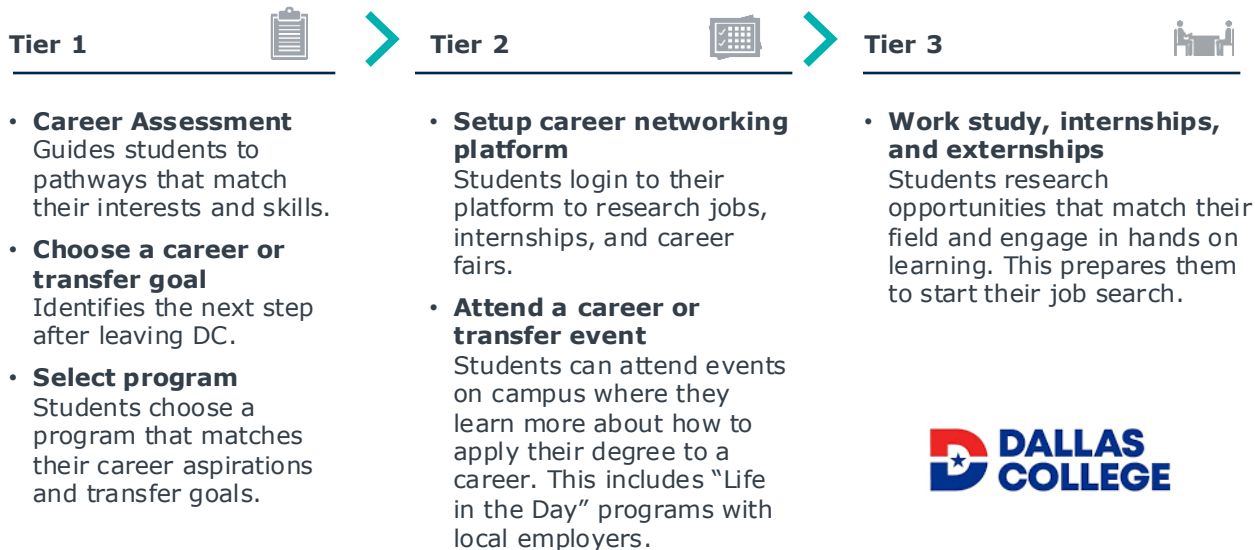 Tier 1
• Career Assessment
Guides students to
pathways that match
their interests and skills.
• Choose a career or
transfer goal
Identifies the next step
after leaving DC.
• Select program
Students choose a
program that matches
their career aspirations
and transfer goals.
Tier 2
• Setup career networking
platform
Students login to their
platform to research jobs,
internships, and career
fairs.
• Attend a career or
transfer event
Students can attend events
on campus where they
learn more about how to
apply their degree to a
career. This includes “Life
in the Day” programs with
local employers.
Tier 3
• Work study, internships,
and externships
Students research
opportunities that match their
field and engage in hands on
learning. This prepares them
to start their job search.
DALLAS
COLLEGE